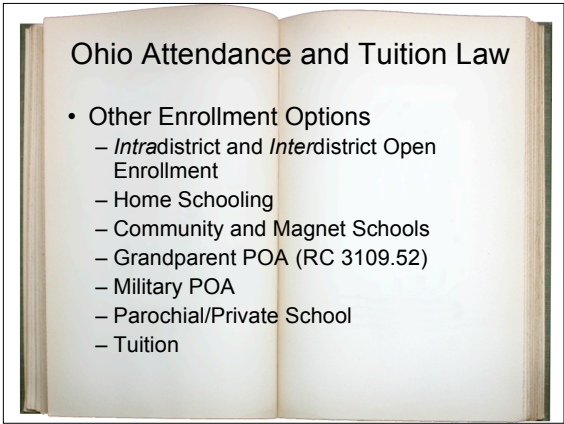 Ohio Attendance and Tuition Law
• Other Enrollment Options
– Intradistrict and Interdistrict Open
Enrollment
– Home Schooling
– Community and Magnet Schools
– Grandparent POA (RC 3109.52)
– Military POA
– Parochial/Private School
– Tuition